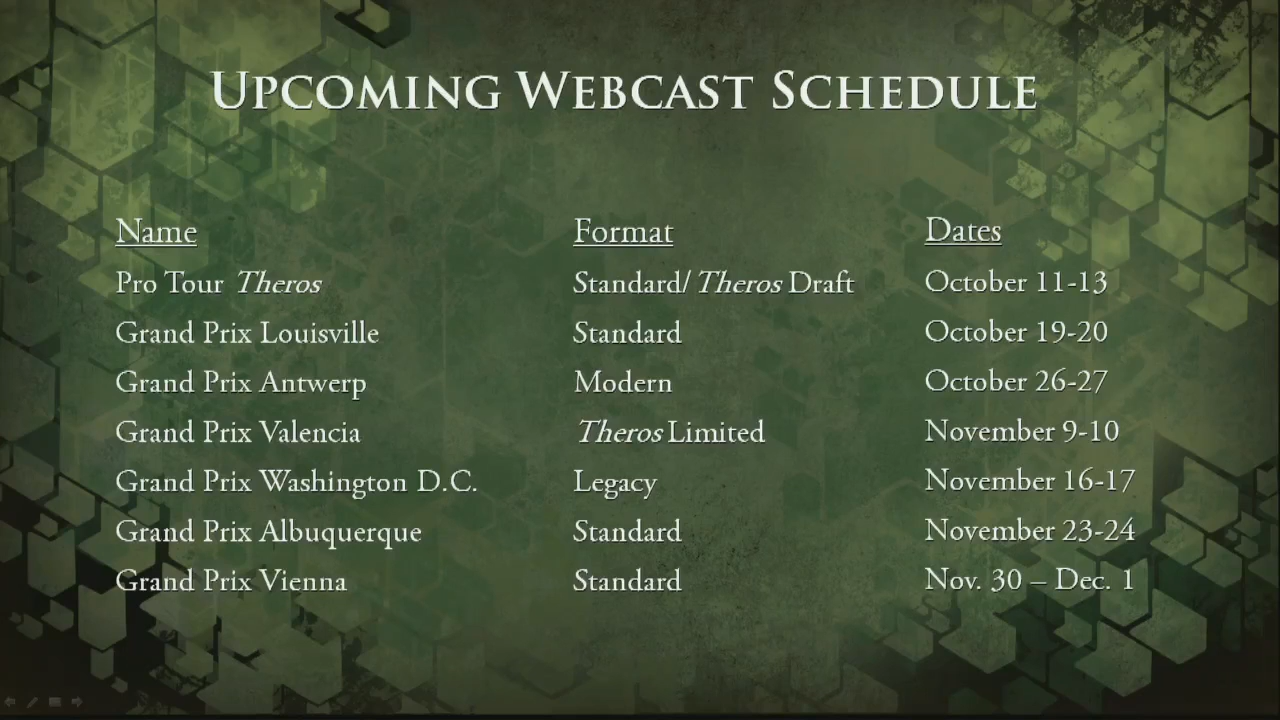 Upcoming Webcast Schedule
Name Format Dates
Pro Tour Theros Standard/ Theros Draft October 11-13
Grand Prix Louisville Standard October 19-20
Grand Prix Antwerp Modern October 26-27
Grand Prix Valencia Theros Limited November 9-10
Grand Prix Washington D.C. Legacy November 16-17
Grand Prix Albuquerque Standard November 23-24
Grand Prix Vienna Standard Nov. 30 – Dec. 1